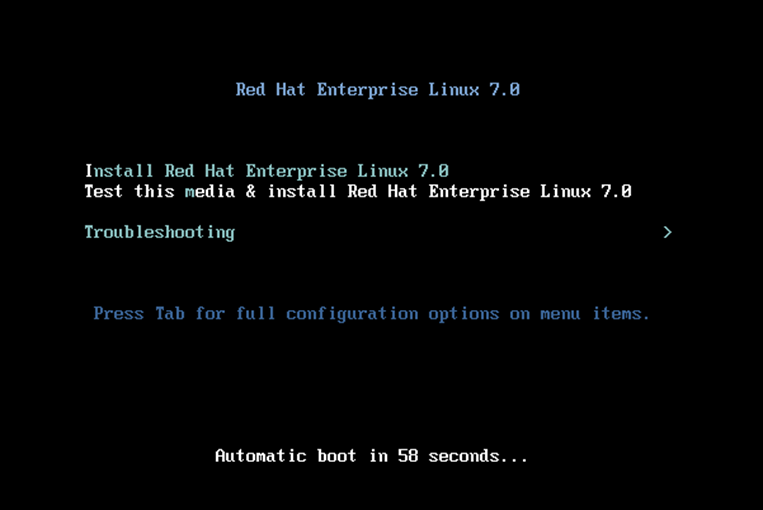 Red Hat Enterprise Linux 7.0
Install Red Hat Enterprise Linux 7.0
Test this media & install Red Hat Enterprise Linux 7.0
Troubleshooting >
Press Tab for full configuration options on menu items.
Automatic boot in 58 seconds...